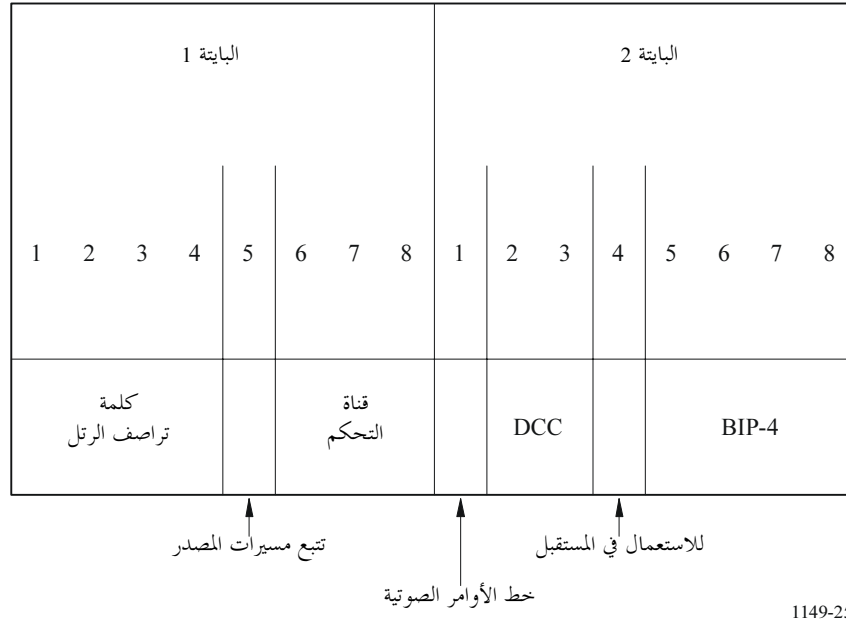 البايتة 1
البايتة 2
1 2 3 4 5 6 7 8 1 2 3 4 5 6 7 8
كلمة
تراصف الرتل
قناة
التحكم
DCC
BIP-4
تتبع مسيرات المصدر
للاستعمال في المستقبل
خط الأوامر الصوتية
1149-25